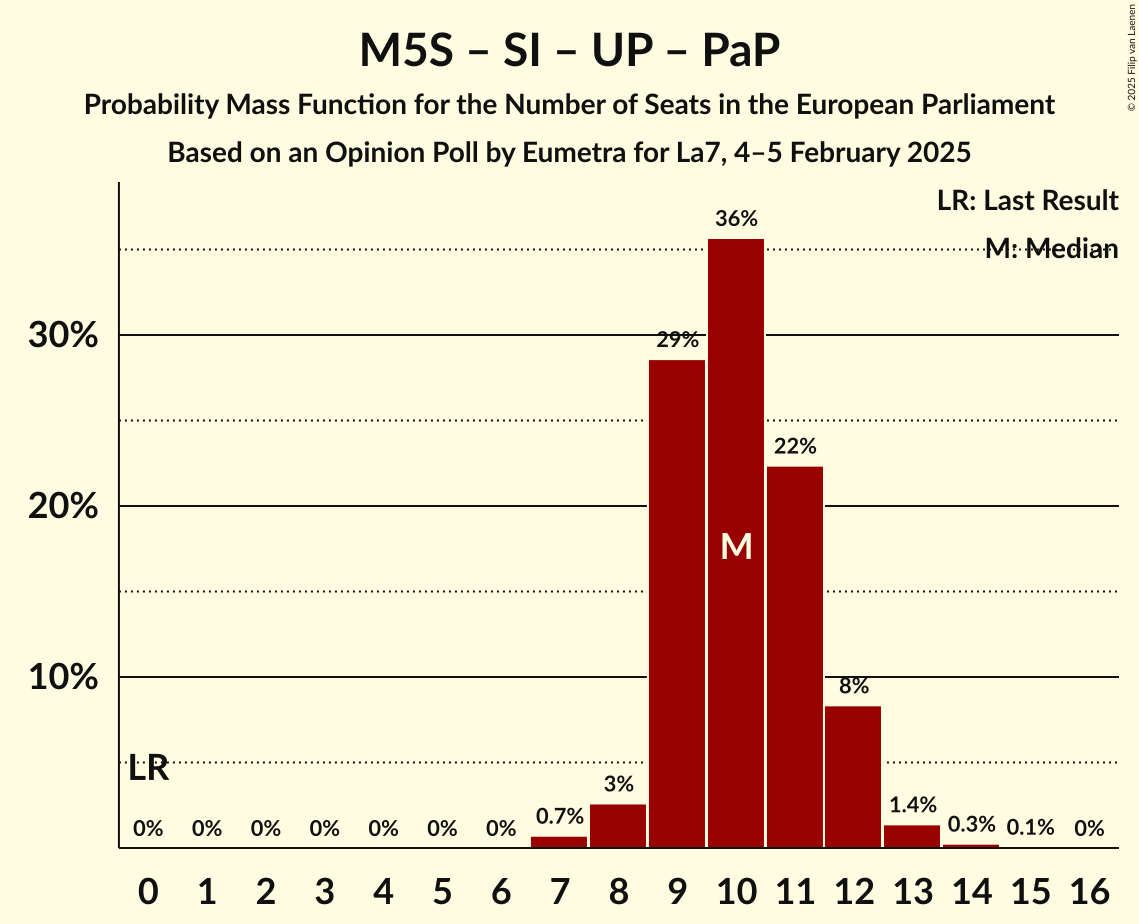 M5S – SI – UP – PaP
Probability Mass Function for the Number of Seats in the European Parliament
Based on an Opinion Poll by Eumetra for La7, 4–5 February 2025
© 2025 Filip van Laenen
LR: Last Result
M: Median
36%
30%
29%
22%
20%
M
10%
8%
LR
3%
1.4%
0.7%
0.3%
0.1%
0% 0% 0% 0% 0% 0% 0% 0%
0 1 2 3 4 5 6 7 8 9 10 11 12 13 14 15 16